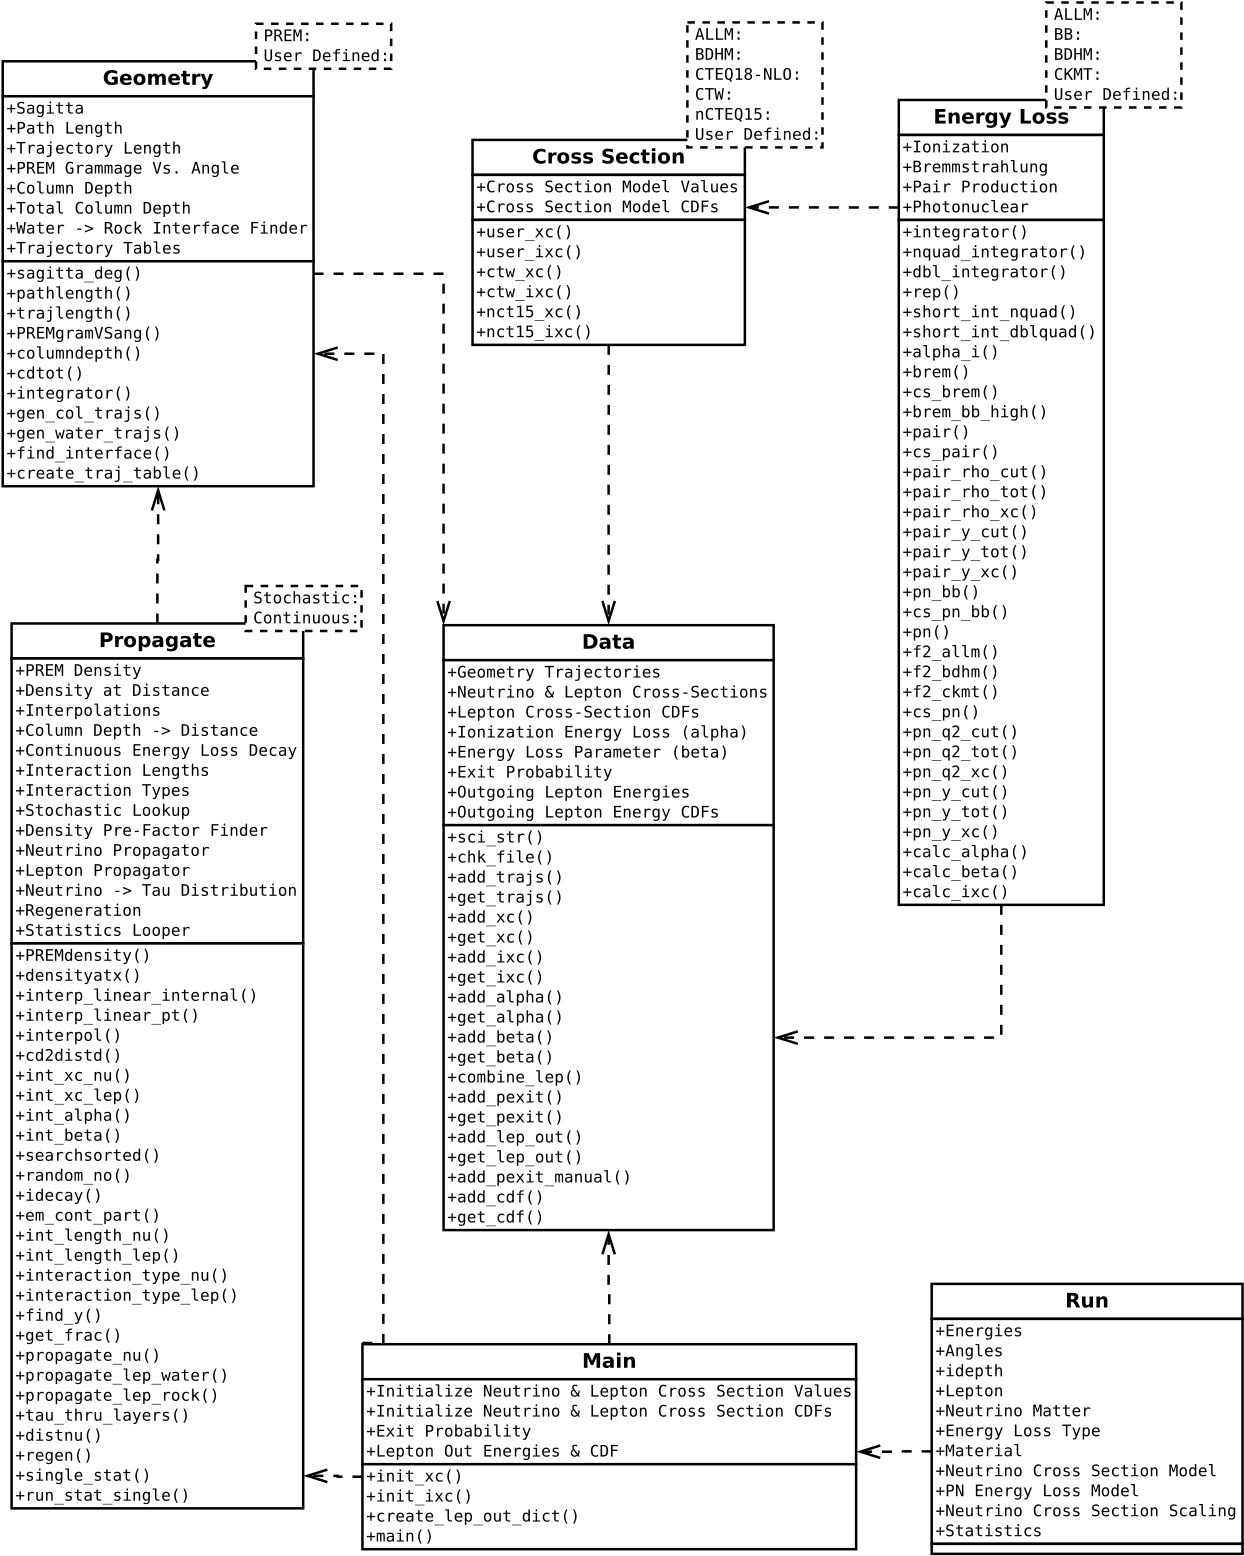 PREM:
User Defined:
Geometry
+Sagitta
+Path Length
+Trajectory Length
+PREM Grammage Vs. Angle
+Column Depth
+Total Column Depth
+Water -> Rock Interface Finder
+Trajectory Tables
+sagitta_deg()
+pathlength()
+trajlength()
+PREMgramVSang()
+columndepth()
+cdtot()
+integrator()
+gen_col_trajs()
+gen_water_trajs()
+find_interface()
+create_traj_table()
ALLM:
BDHM:
CTEQ18-NLO:
CTW:
nCTEQ15:
User Defined:
Cross Section
+Cross Section Model Values
+Cross Section Model CDFs
+user_xc()
+user_ixc()
+ctw_xc()
+ctw_ixc()
+nct15_xc()
+nct15_ixc()
ALLM:
BB:
BDHM:
CKMT:
User Defined:
Energy Loss
+Ionization
+Bremmstrahlung
+Pair Production
+Photonuclear
+integrator()
+nquad_integrator()
+dbl_integrator()
+rep()
+short_int_nquad()
+short_int_dblquad()
+alpha_i()
+brem()
+cs_brem()
+brem_bb_high()
+pair()
+cs_pair()
+pair_rho_cut()
+pair_rho_tot()
+pair_rho_xc()
+pair_y_cut()
+pair_y_tot()
+pair_y_xc()
+pn_bb()
+cs_pn_bb()
+pn()
+f2_allm()
+f2_bdhm()
+f2_ckmt()
+cs_pn()
+pn_q2_cut()
+pn_q2_tot()
+pn_q2_xc()
+pn_y_cut()
+pn_y_tot()
+pn_y_xc()
+calc_alpha()
+calc_beta()
+calc_ixc()
Stochastic:
Continuous:
Propagate
+PREM Density
+Density at Distance
+Interpolations
+Column Depth -> Distance
+Continuous Energy Loss Decay
+Interaction Lengths
+Interaction Types
+Stochastic Lookup
+Density Pre-Factor Finder
+Neutrino Propagator
+Lepton Propagator
+Neutrino -> Tau Distribution
+Regeneration
+Statistics Looper
+PREMdensity()
+densityatx()
+interp_linear_internal()
+interp_linear_pt()
+interpol()
+cd2distd()
+int_xc_nu()
+int_xc_lep()
+int_alpha()
+int_beta()
+searchsorted()
+random_no()
+idecay()
+em_cont_part()
+int_length_nu()
+int_length_lep()
+interaction_type_nu()
+interaction_type_lep()
+find_y()
+get_frac()
+propagate_nu()
+propagate_lep_water()
+propagate_lep_rock()
+tau_thru_layers()
+distnu()
+regen()
+single_stat()
+run_stat_single()
Data
+Geometry Trajectories
+Neutrino & Lepton Cross-Sections
+Lepton Cross-Section CDFs
+Ionization Energy Loss (alpha)
+Energy Loss Parameter (beta)
+Exit Probability
+Outgoing Lepton Energies
+Outgoing Lepton Energy CDFs
+sci_str()
+chk_file()
+add_trajs()
+get_trajs()
+add_xc()
+get_xc()
+add_ixc()
+get_ixc()
+add_alpha()
+get_alpha()
+add_beta()
+get_beta()
+combine_lep()
+add_pexit()
+get_pexit()
+add_lep_out()
+get_lep_out()
+add_pexit_manual()
+add_cdf()
+get_cdf()
Main
+Initialize Neutrino & Lepton Cross Section Values
+Initialize Neutrino & Lepton Cross Section CDFs
+Exit Probability
+Lepton Out Energies & CDF
+init_xc()
+init_ixc()
+create_lep_out_dict()
+main()
Run
+Energies
+Angles
+idepth
+Lepton
+Neutrino Matter
+Energy Loss Type
+Material
+Neutrino Cross Section Model
+PN Energy Loss Model
+Neutrino Cross Section Scaling
+Statistics